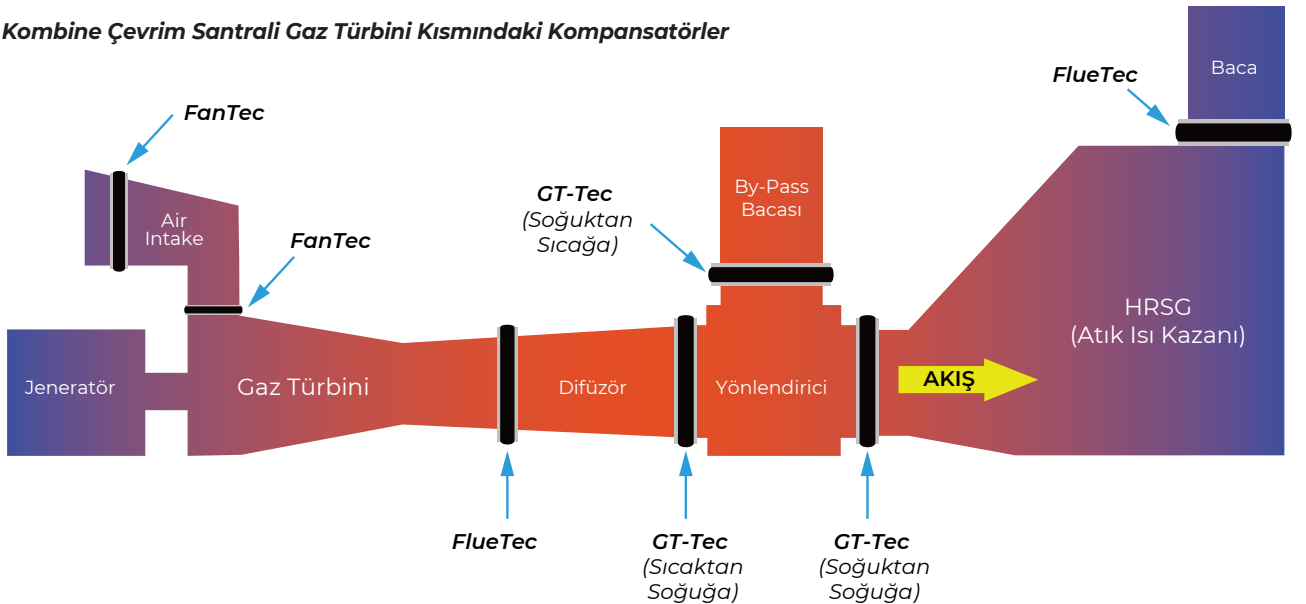 Kombine Çevrim Santrali Gaz Türbini Kısmındaki Kompansatörler
FlueTec
Baca
FanTec
GT-Tec
(Soğuktan
Sıcağa)
By-Pass
Bacası
Air
Intake
FanTec
HRSG
(Atık Isı Kazanı)
Jeneratör
Gaz Türbini
Difüzör
Yönlendirici
AKIŞ
FlueTec
GT-Tec
(Sıcaktan
Soğuğa)
GT-Tec
(Soğuktan
Soğuğa)